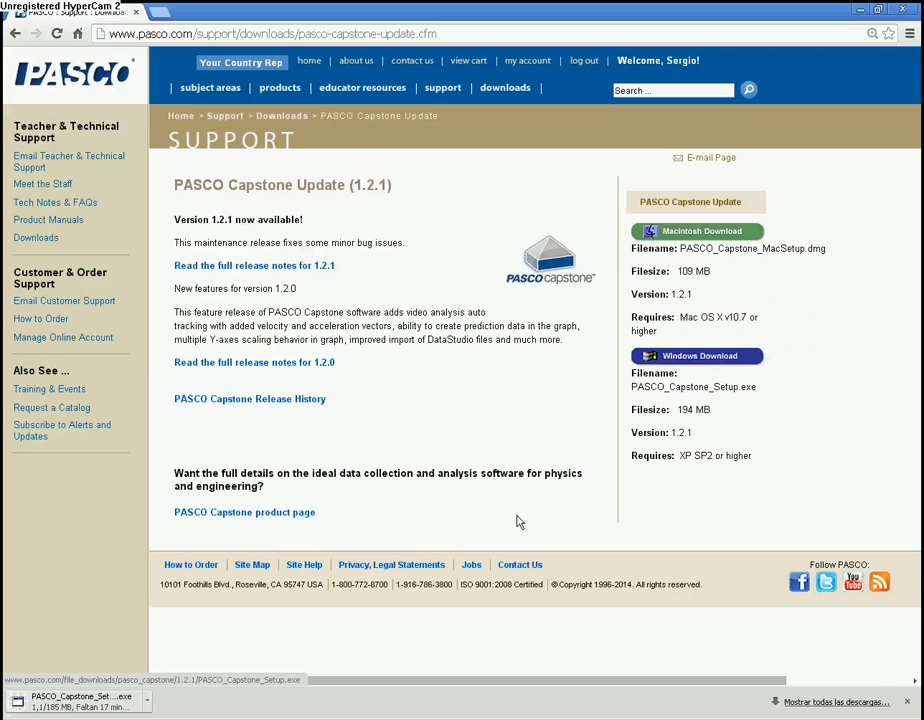 Unregistered HyperCam 2
PASCO : Support : Downloa
www.pasco.com/support/downloads/pasco-capstone-update.cfm
PASCO
Your Country Rep
home
about us
contact us
view cart
my account
log out
Welcome, Sergio!
subject areas
products
educator resources
support
downloads
Search ...
Home > Support > Downloads > PASCO Capstone Update
SUPPORT
E-mail Page
Teacher & Technical
Support
Email Teacher & Technical
Support
Meet the Staff
Tech Notes & FAQs
Product Manuals
Downloads
Customer & Order
Support
Email Customer Support
How to Order
Manage Online Account
Also See ...
Training & Events
Request a Catalog
Subscribe to Alerts and
Updates
PASCO Capstone Update (1.2.1)
Version 1.2.1 now available!
This maintenance release fixes some minor bug issues.
Read the full release notes for 1.2.1
New features for version 1.2.0
This feature release of PASCO Capstone software adds video analysis auto
tracking with added velocity and acceleration vectors, ability to create prediction data in the graph,
multiple Y-axes scaling behavior in graph, improved import of DataStudio files and much more.
Read the full release notes for 1.2.0
PASCO Capstone Release History
Want the full details on the ideal data collection and analysis software for physics
and engineering?
PASCO Capstone product page
PASCO capstone™
PASCO Capstone Update
Macintosh Download
Filename: PASCO_Capstone_MacSetup.dmg
Filesize: 109 MB
Version: 1.2.1
Requires: Mac OS X v10.7 or
higher
Windows Download
Filename:
PASCO_Capstone_Setup.exe
Filesize: 194 MB
Version: 1.2.1
Requires: XP SP2 or higher
How to Order
Site Map
Site Help
Privacy, Legal Statements
Jobs
Contact Us
10101 Foothills Blvd., Roseville, CA 95747 USA | 1-800-772-8700 | 1-916-786-3800 | ISO 9001:2008 Certified | © Copyright 1996-2014. All rights reserved.
Follow PASCO:
You Tube
www.pasco.com/file_downloads/pasco_capstone/1.2.1/PASCO_Capstone_Setup.exe
PASCO_Capstone_Set....exe
1,1/185 MB, Faltan 17 min...
Mostrar todas las descargas...